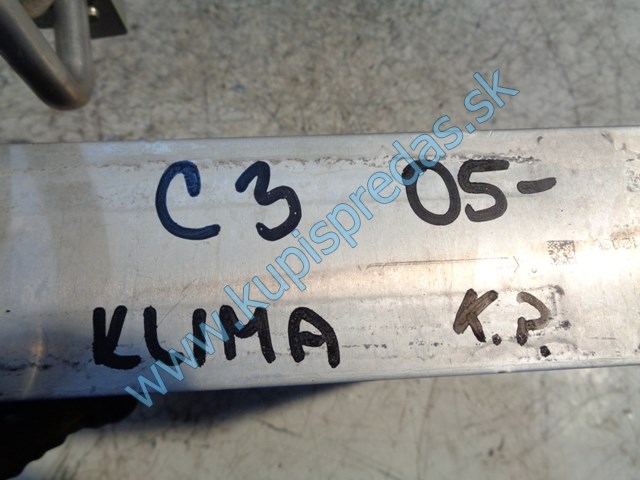 C3 05-
KLIMA K.P.
www.kupispredas.sk